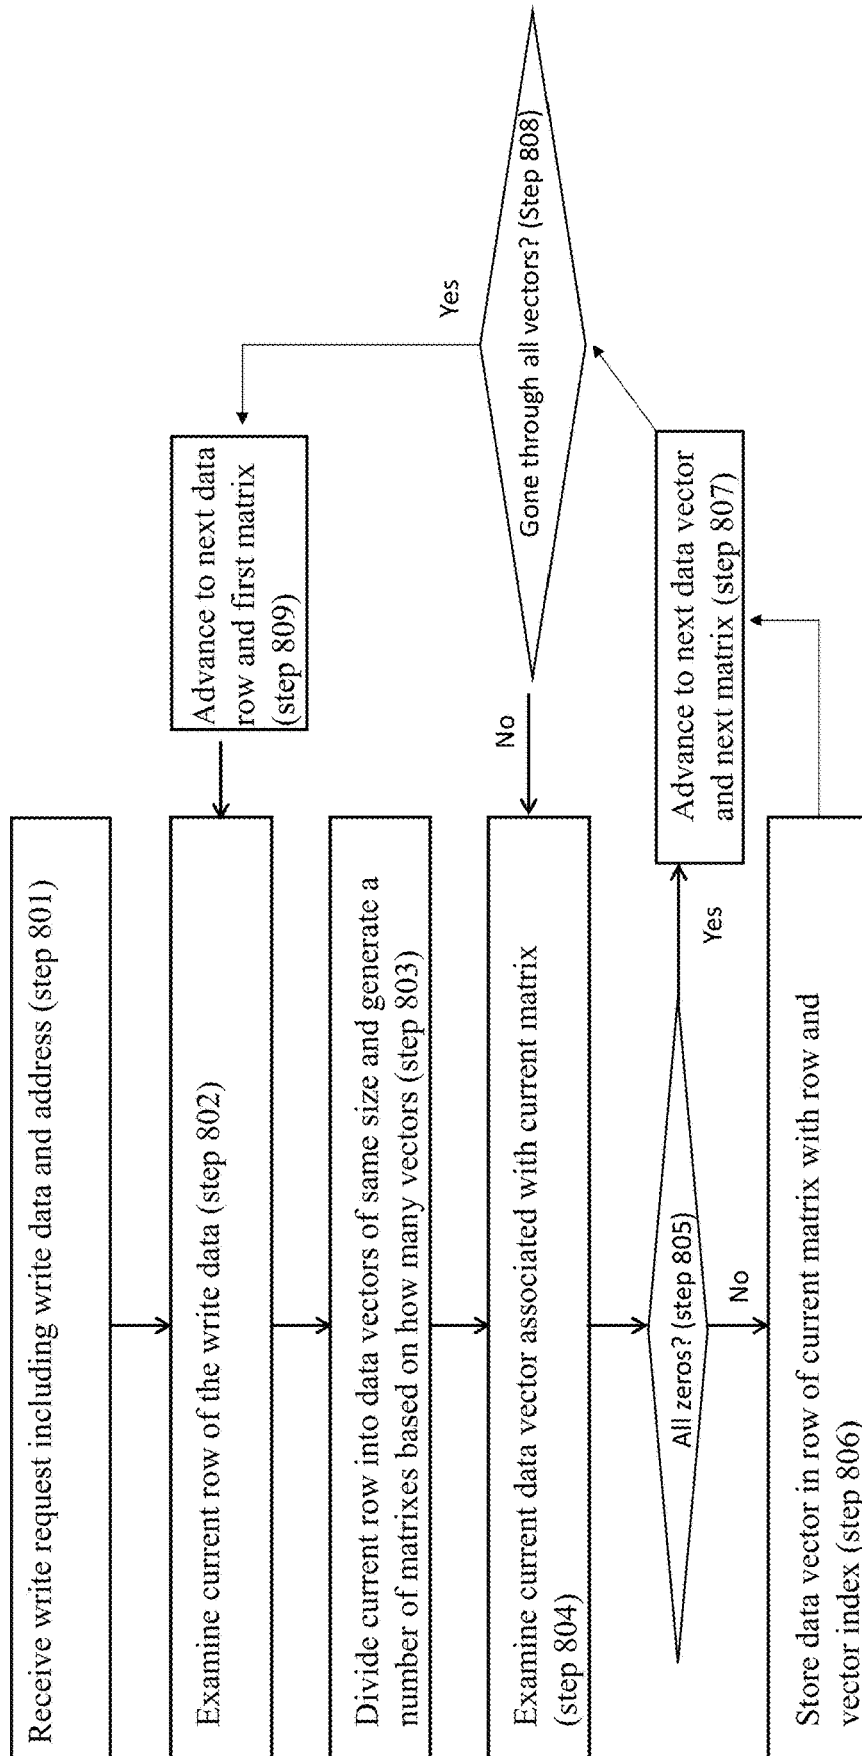 Receive write request including write data and address (step 801)
Examine current row of the write data (step 802)
Divide current row into data vectors of same size and generate a
number of matrixes based on how many vectors (step 803)
Examine current data vector associated with current matrix
(step 804)
All zeros? (step 805)
No
Yes
Store data vector in row of current matrix with row and
vector index (step 806)
Advance to next data vector
and next matrix (step 807)
Gone through all vectors? (Step 808)
No
Yes
Advance to next data
row and first matrix
(step 809)